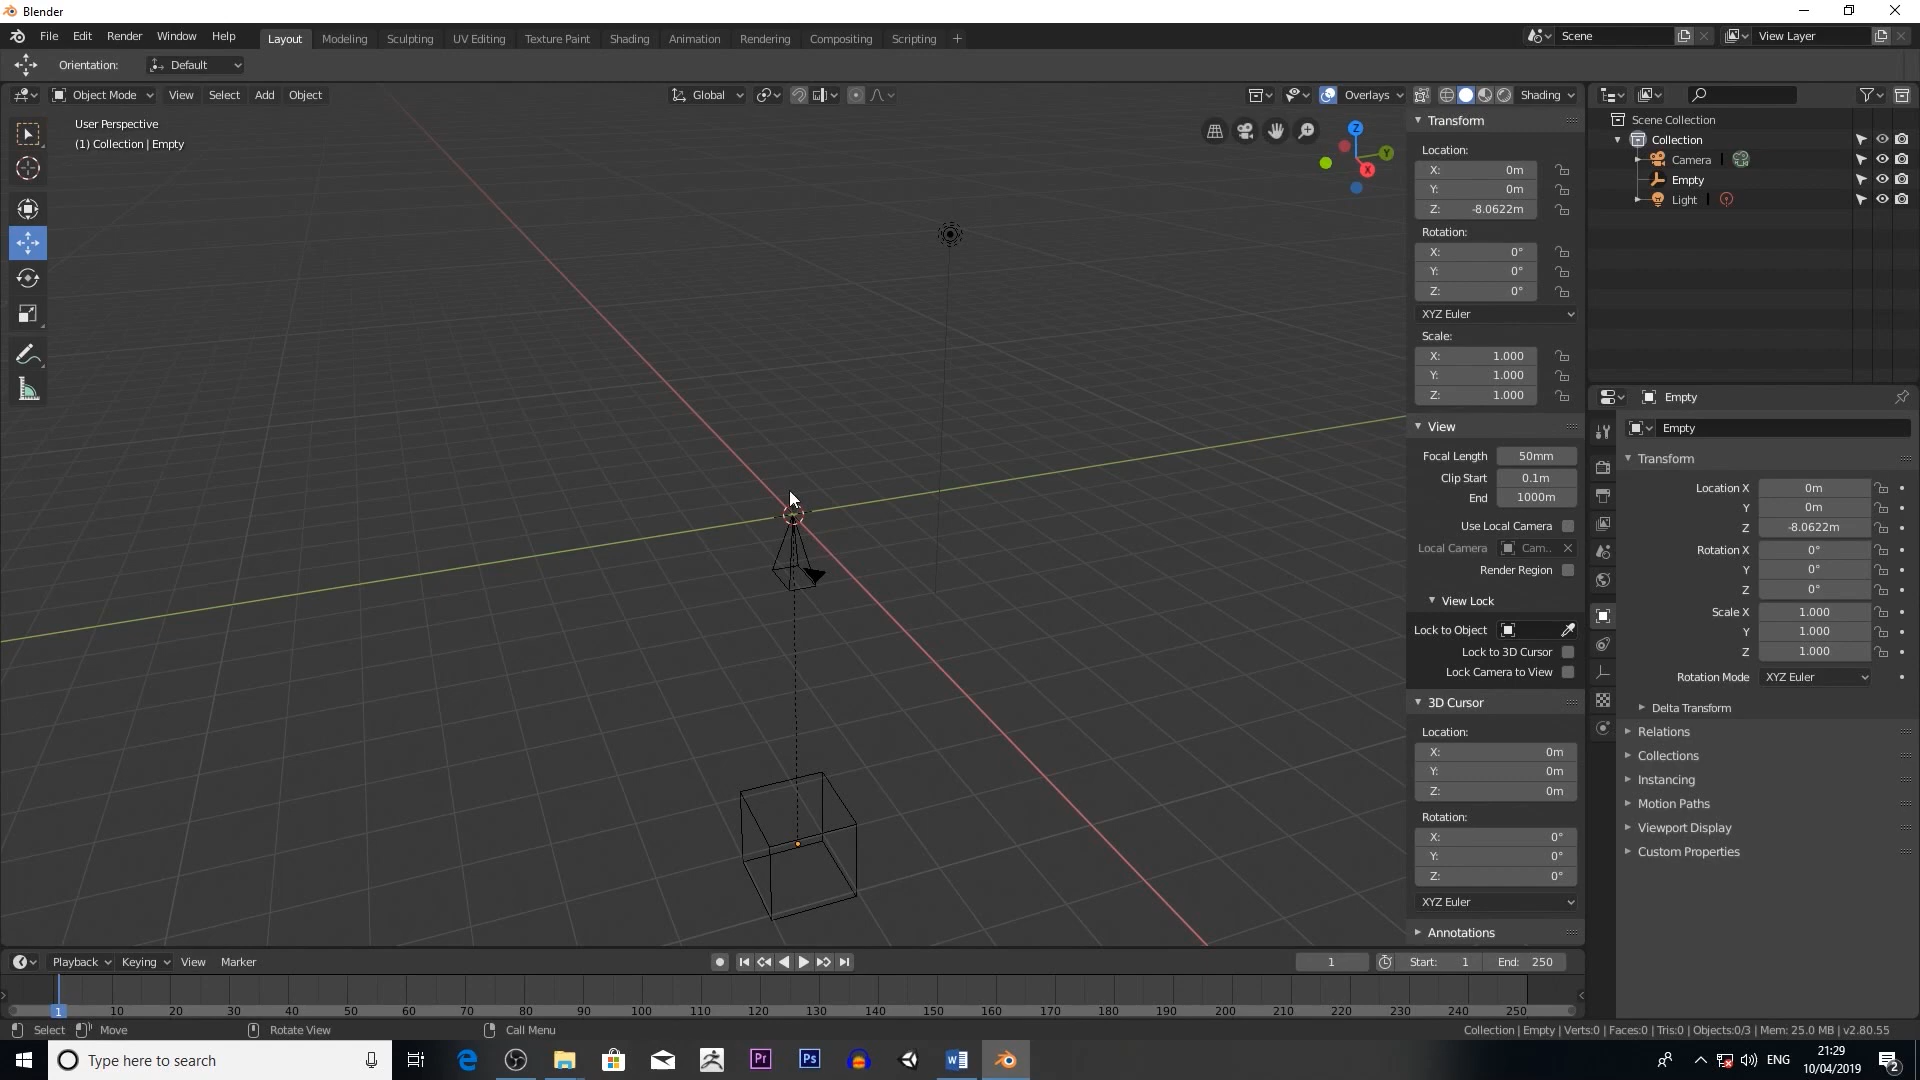 Blender
File Edit Render Window Help Layout Modeling Sculpting UV Editing Texture Paint Shading Animation Rendering Compositing Scripting + Scene View Layer
Orientation: Default
Object Mode View Select Add Object Global Overlays Shading
User Perspective
(1) Collection | Empty
Z
Y
X
Transform
Location:
X: 0m
Y: 0m
Z: -8.0622m
Rotation:
X: 0°
Y: 0°
Z: 0°
XYZ Euler
Scale:
X: 1.000
Y: 1.000
Z: 1.000
View
Focal Length 50mm
Clip Start 0.1m
End 1000m
Use Local Camera
Local Camera Cam..
Render Region
View Lock
Lock to Object
Lock to 3D Cursor
Lock Camera to View
3D Cursor
Location:
X: 0m
Y: 0m
Z: 0m
Rotation:
X: 0°
Y: 0°
Z: 0°
XYZ Euler
Annotations
Scene Collection
Collection
Camera
Empty
Light
Empty
Empty
Transform
Location X 0m
Y 0m
Z -8.0622m
Rotation X 0°
Y 0°
Z 0°
Scale X 1.000
Y 1.000
Z 1.000
Rotation Mode XYZ Euler
Delta Transform
Relations
Collections
Instancing
Motion Paths
Viewport Display
Custom Properties
Playback Keying View Marker 1 Start: 1 End: 250
1 10 20 30 40 50 60 70 80 90 100 110 120 130 140 150 160 170 180 190 200 210 220 230 240 250
Select Move Rotate View Call Menu Collection | Empty | Verts:0 | Faces:0 | Tris:0 | Objects:0/3 | Mem: 25.0 MB | v2.80.55
Type here to search Pr Ps ENG
21:29
10/04/2019
2